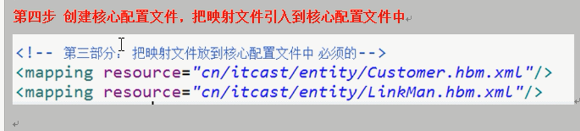 第四步 创建核心配置文件，把映射文件引入到核心配置文件中
<!-- 第三部分： 把映射文件放到核心配置文件中 必须的-->
<mapping resource="cn/itcast/entity/Customer.hbm.xml"/>
<mapping resource="cn/itcast/entity/LinkMan.hbm.xml"/>